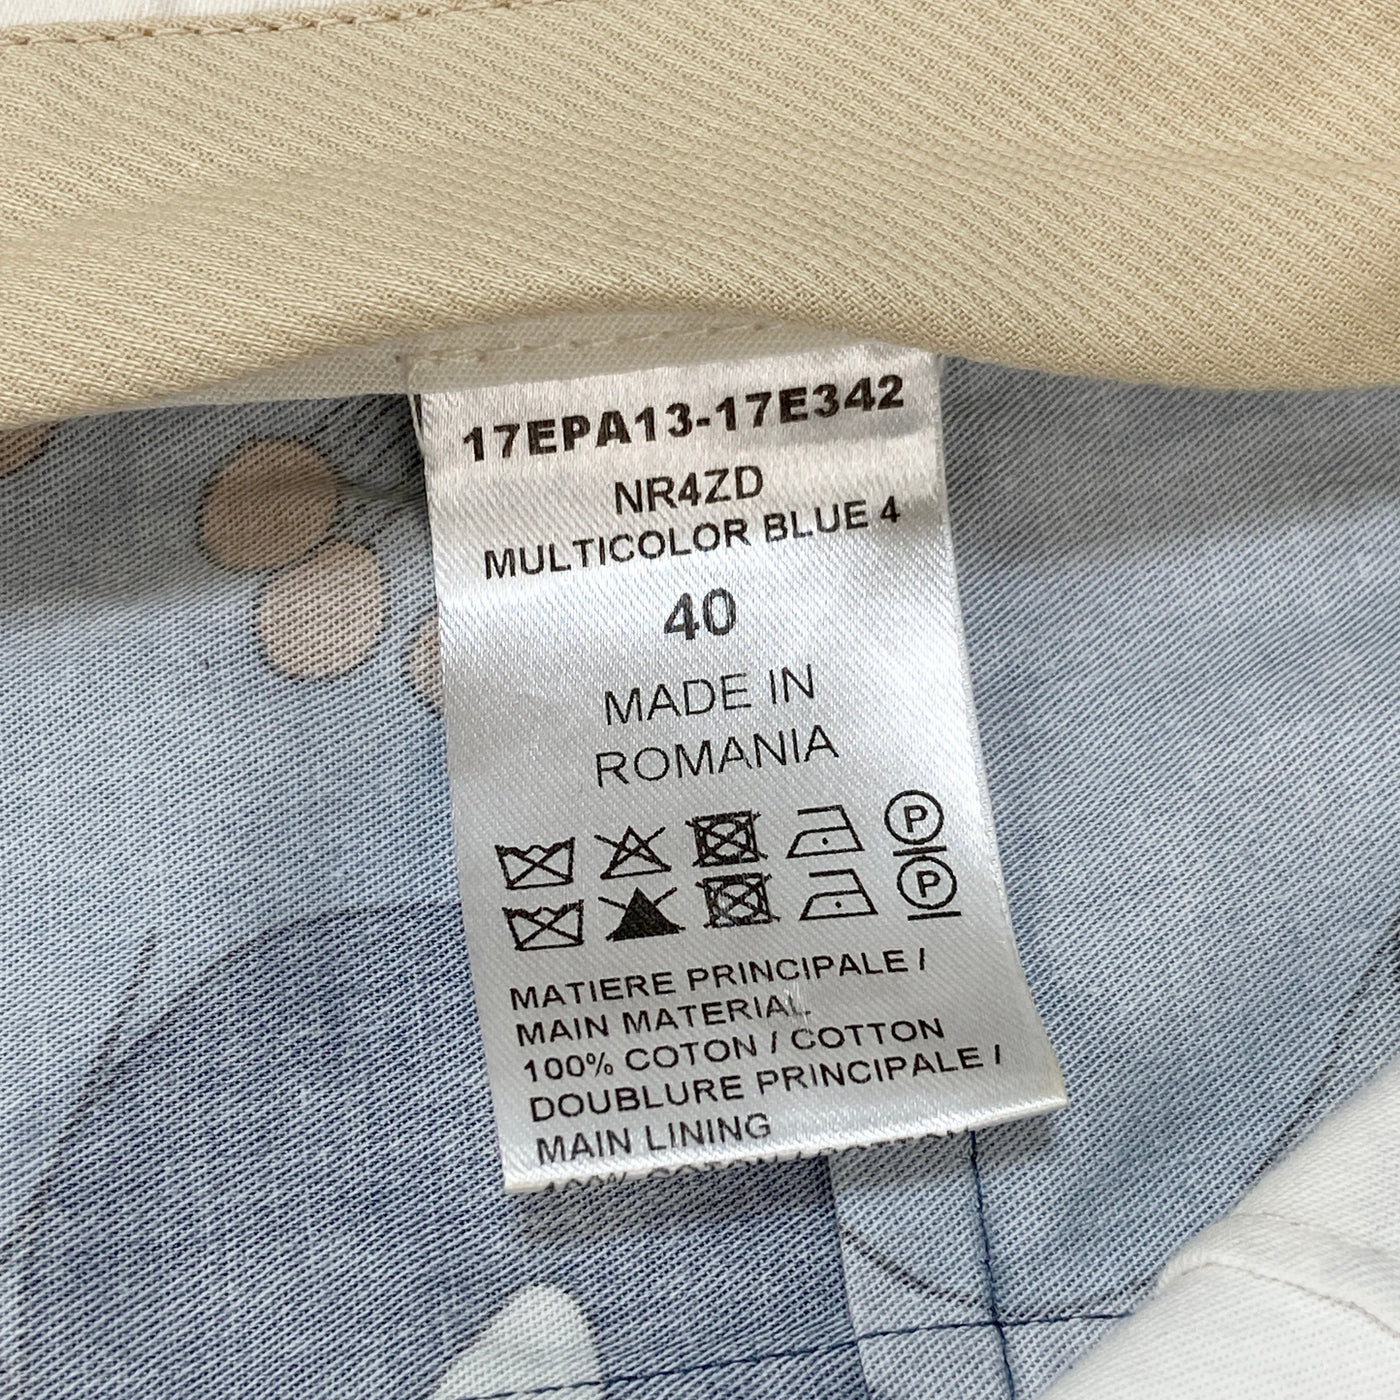 17EPA13-17E342
NR4ZD
MULTICOLOR BLUE 4
40
MADE IN
ROMANIA
P
P
MATIERE PRINCIPALE /
MAIN MATERIAL
100% COTON / COTTON
DOUBLURE PRINCIPALE /
MAIN LINING